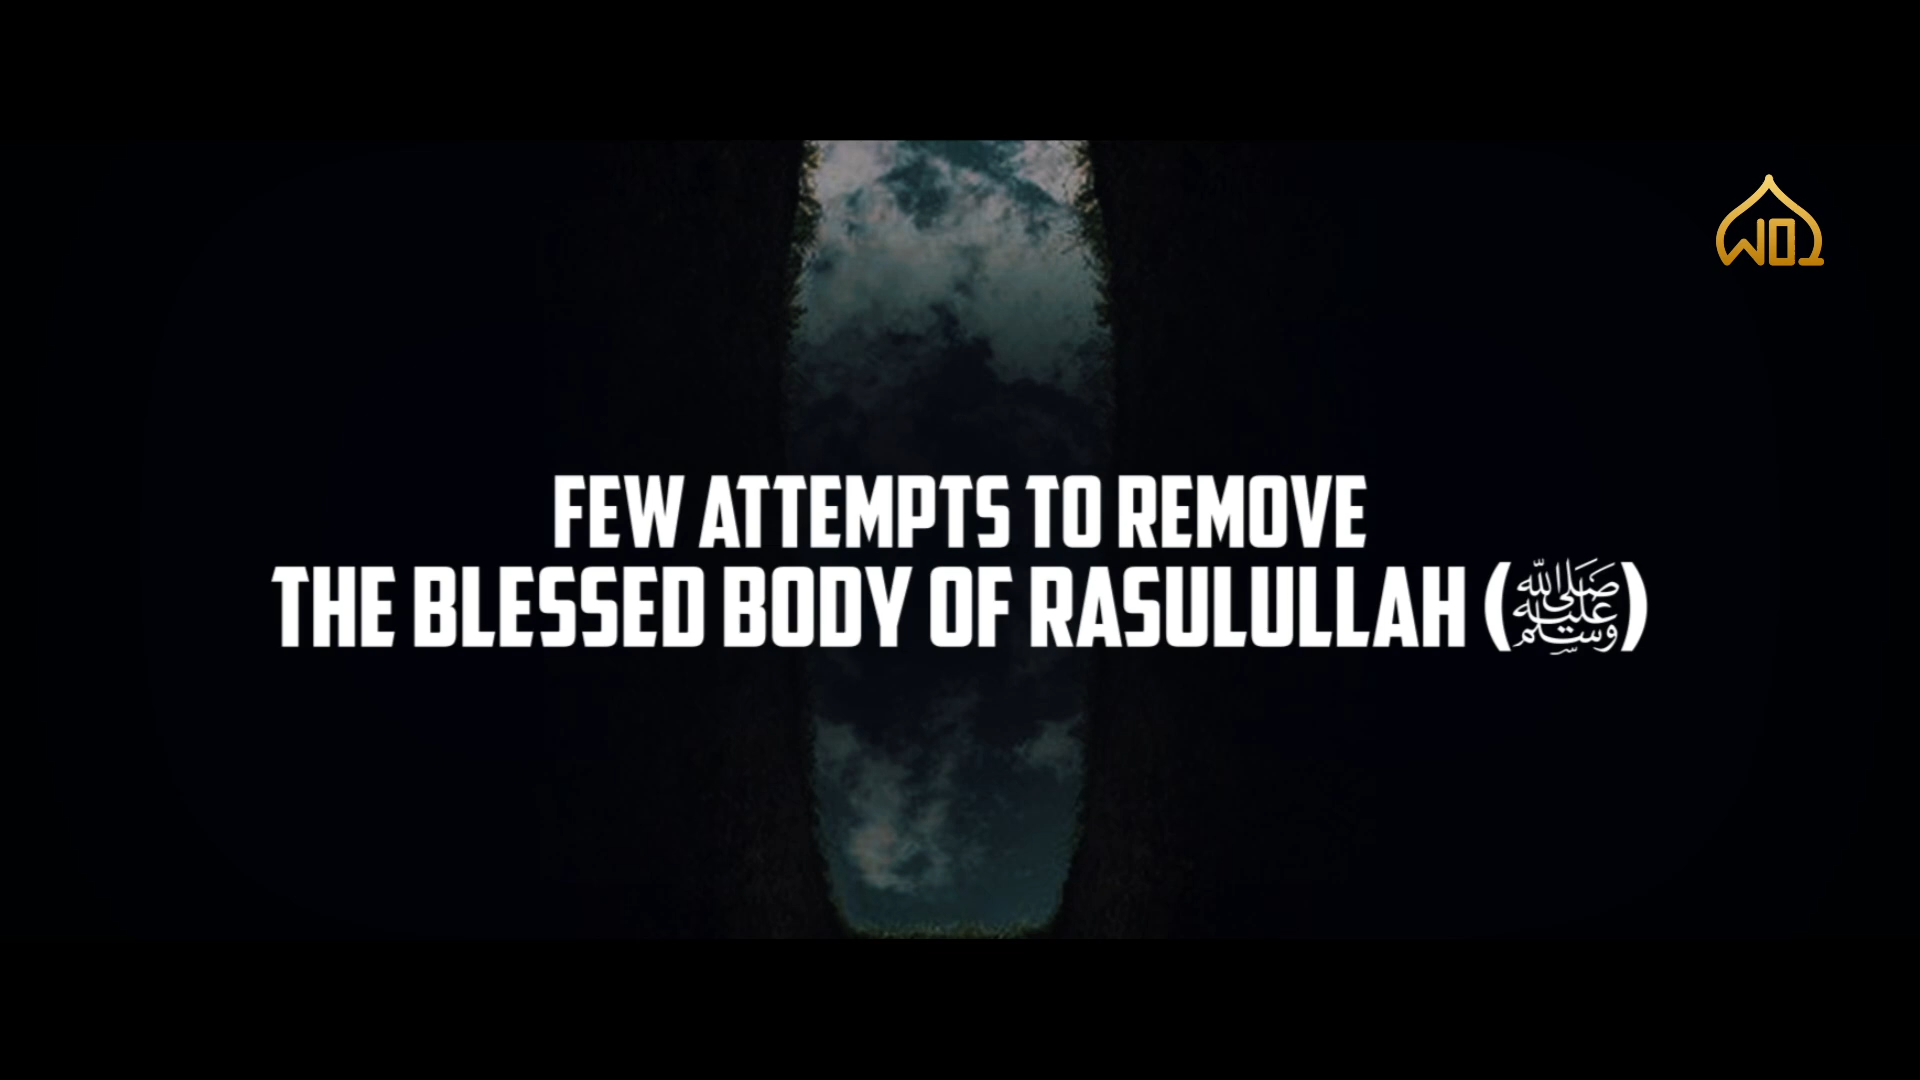 FEW ATTEMPTS TO REMOVE
THE BLESSED BODY OF RASULULLAH (ﷺ)